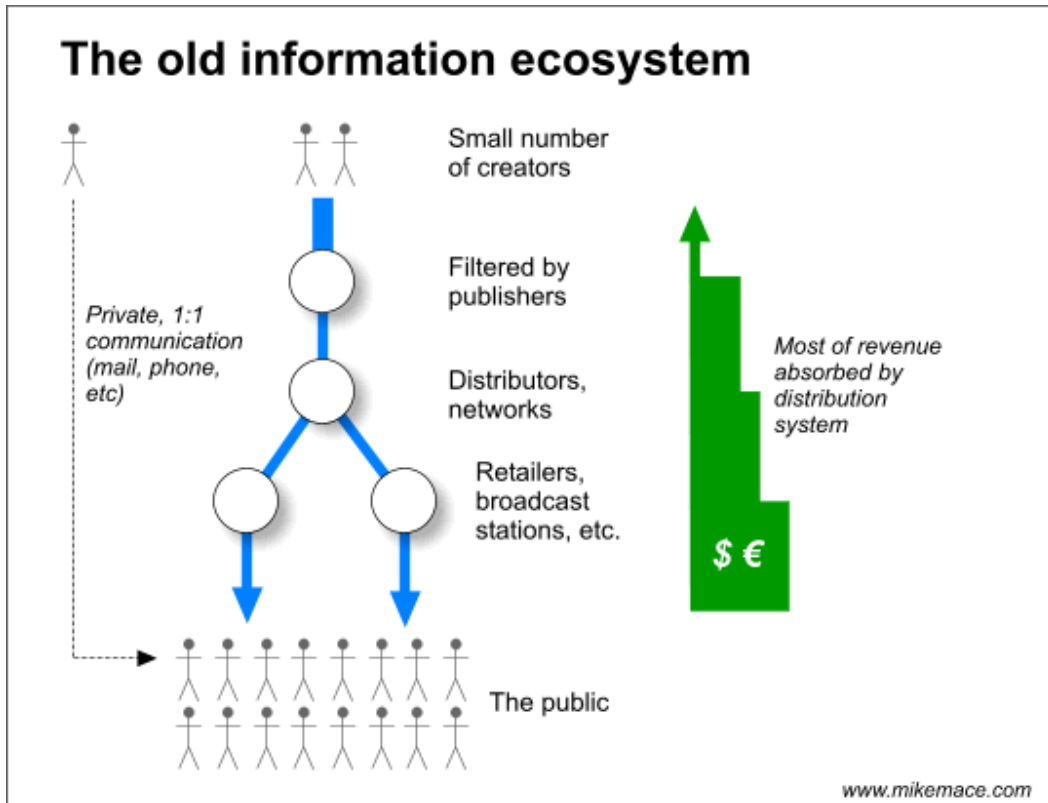 The old information ecosystem
Small number
of creators
Filtered by
publishers
Private, 1:1
communication
(mail, phone,
etc)
Most of revenue
absorbed by
distribution
system
Distributors,
networks
Retailers,
broadcast
stations, etc.
$ €
The public
www.mikemace.com